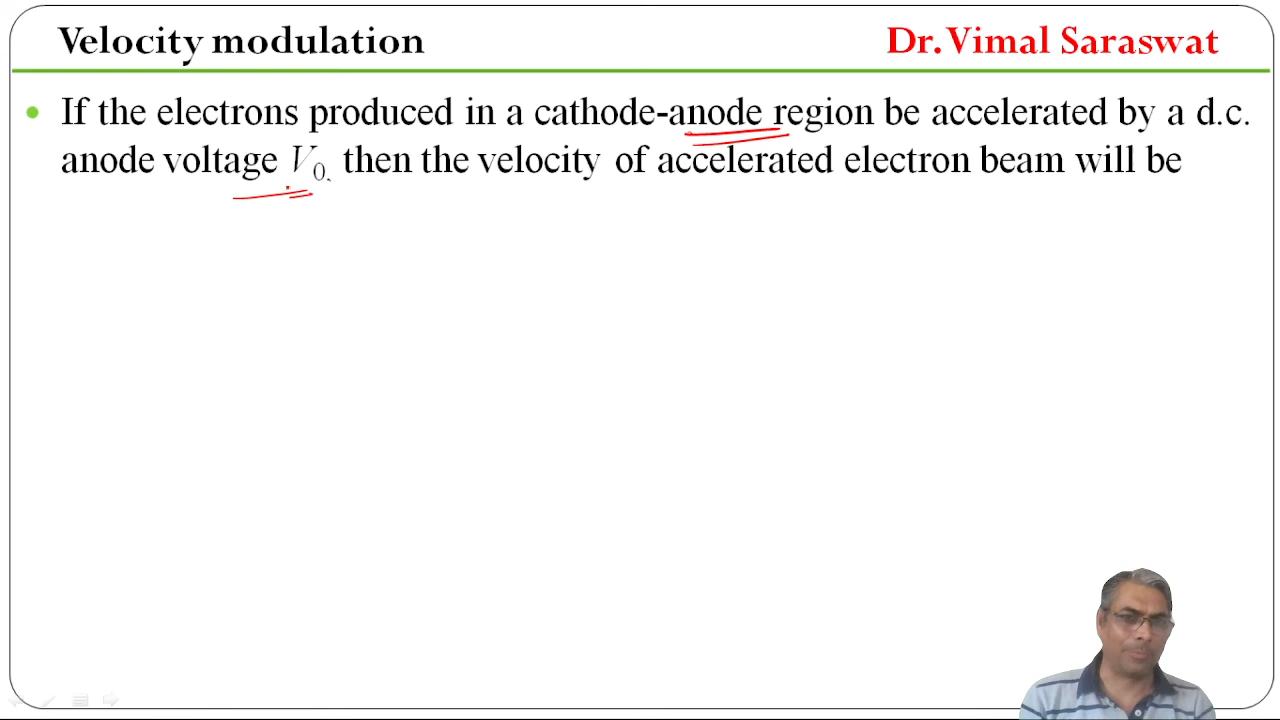 Velocity modulation
Dr. Vimal Saraswat
If the electrons produced in a cathode-anode region be accelerated by a d.c.
anode voltage V₀, then the velocity of accelerated electron beam will be